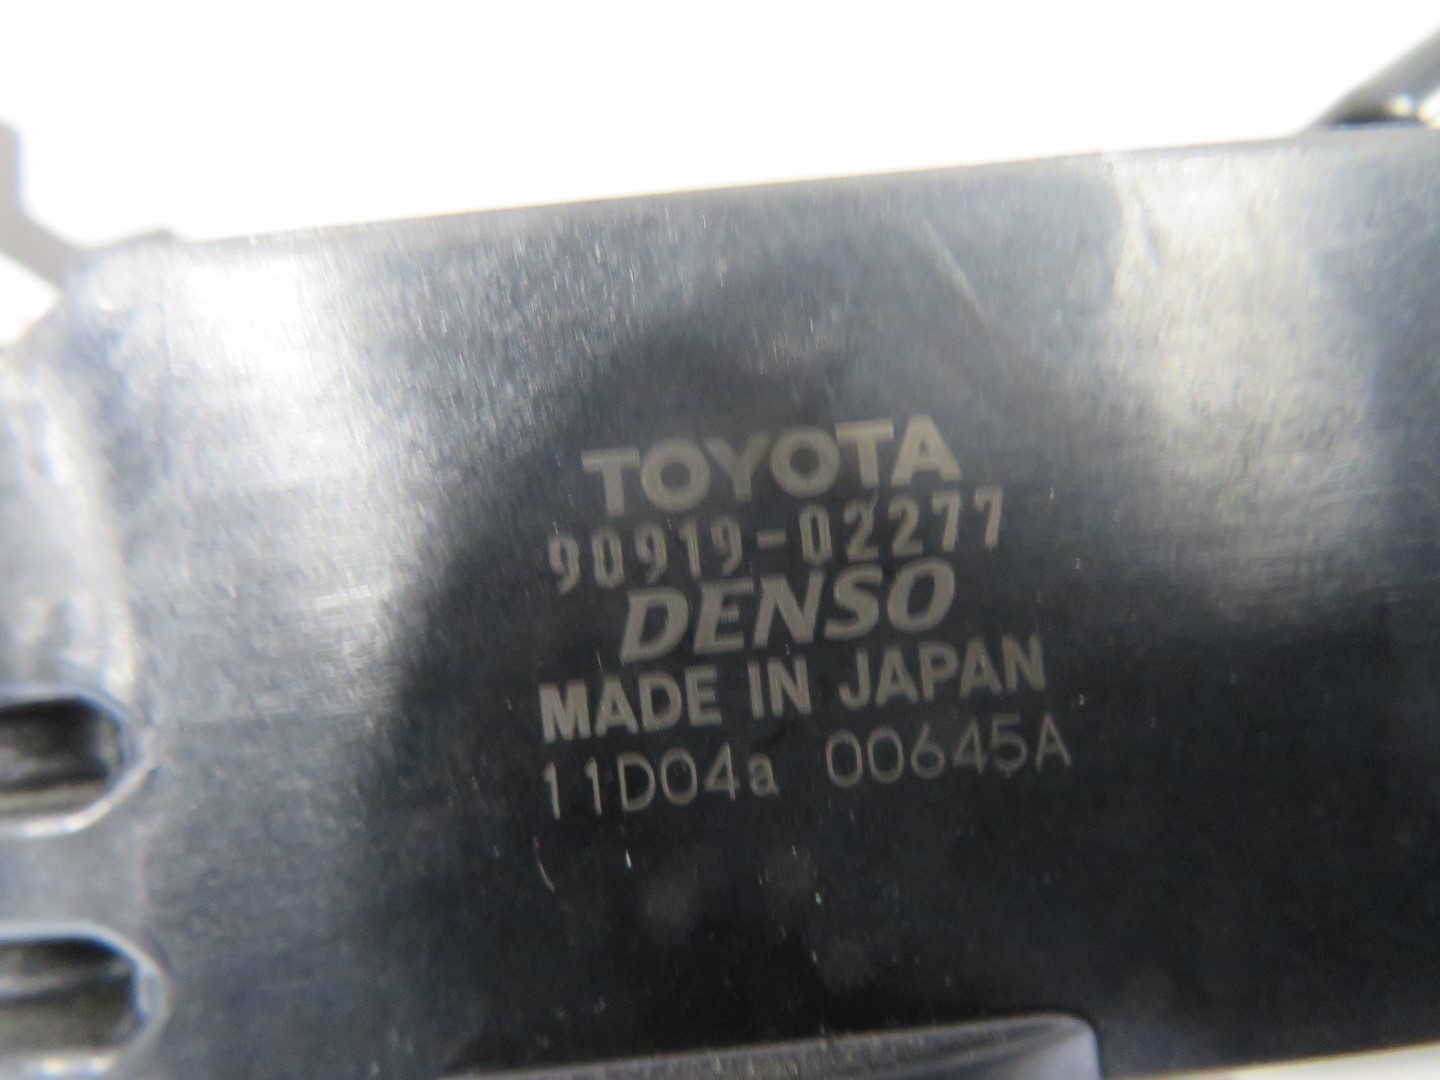 TOYOTA
90919-02277
DENSO
MADE IN JAPAN
11D04a 00645A